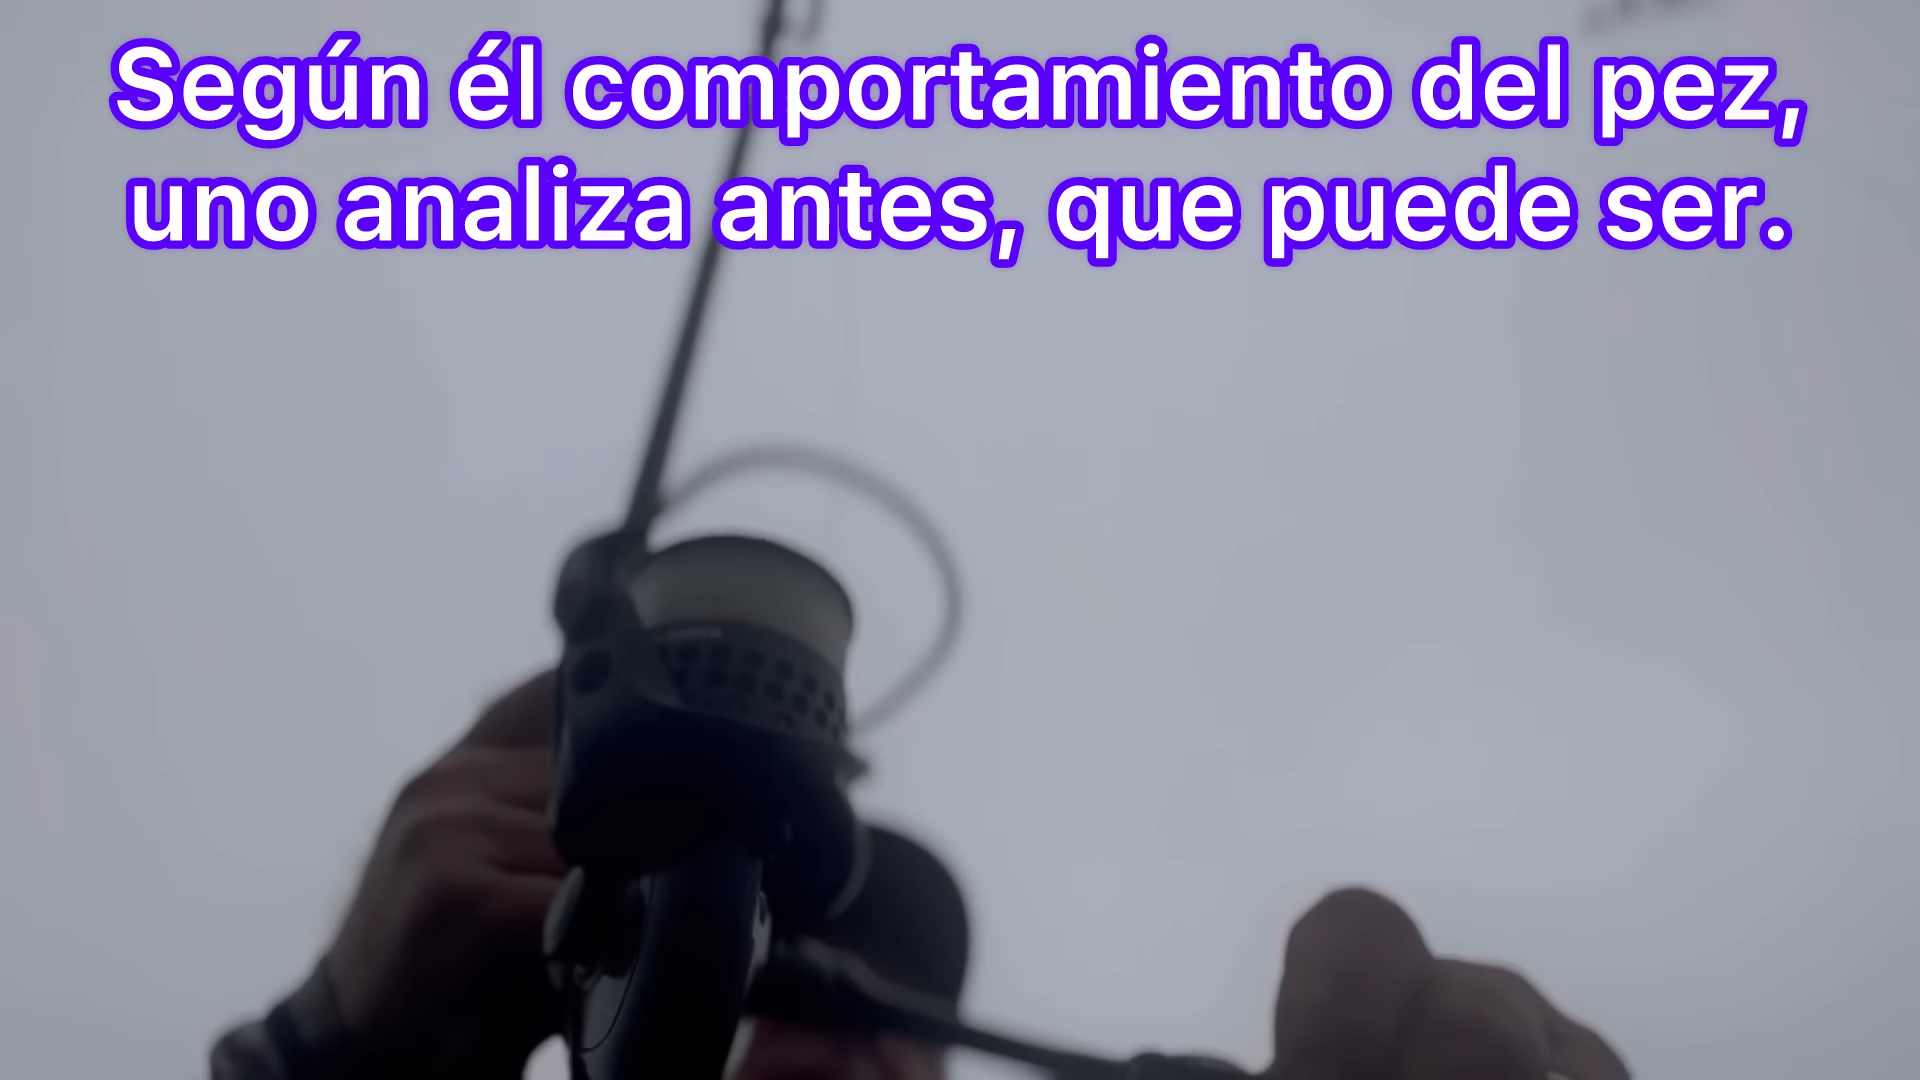 Según él comportamiento del pez,
uno analiza antes, que puede ser.